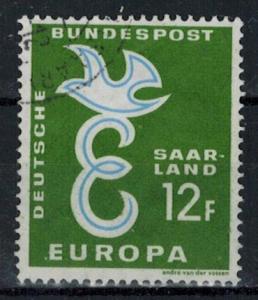 BUNDESPOST
DEUTSCHE
SAAR-
LAND
12F
EUROPA
andre van der vossen